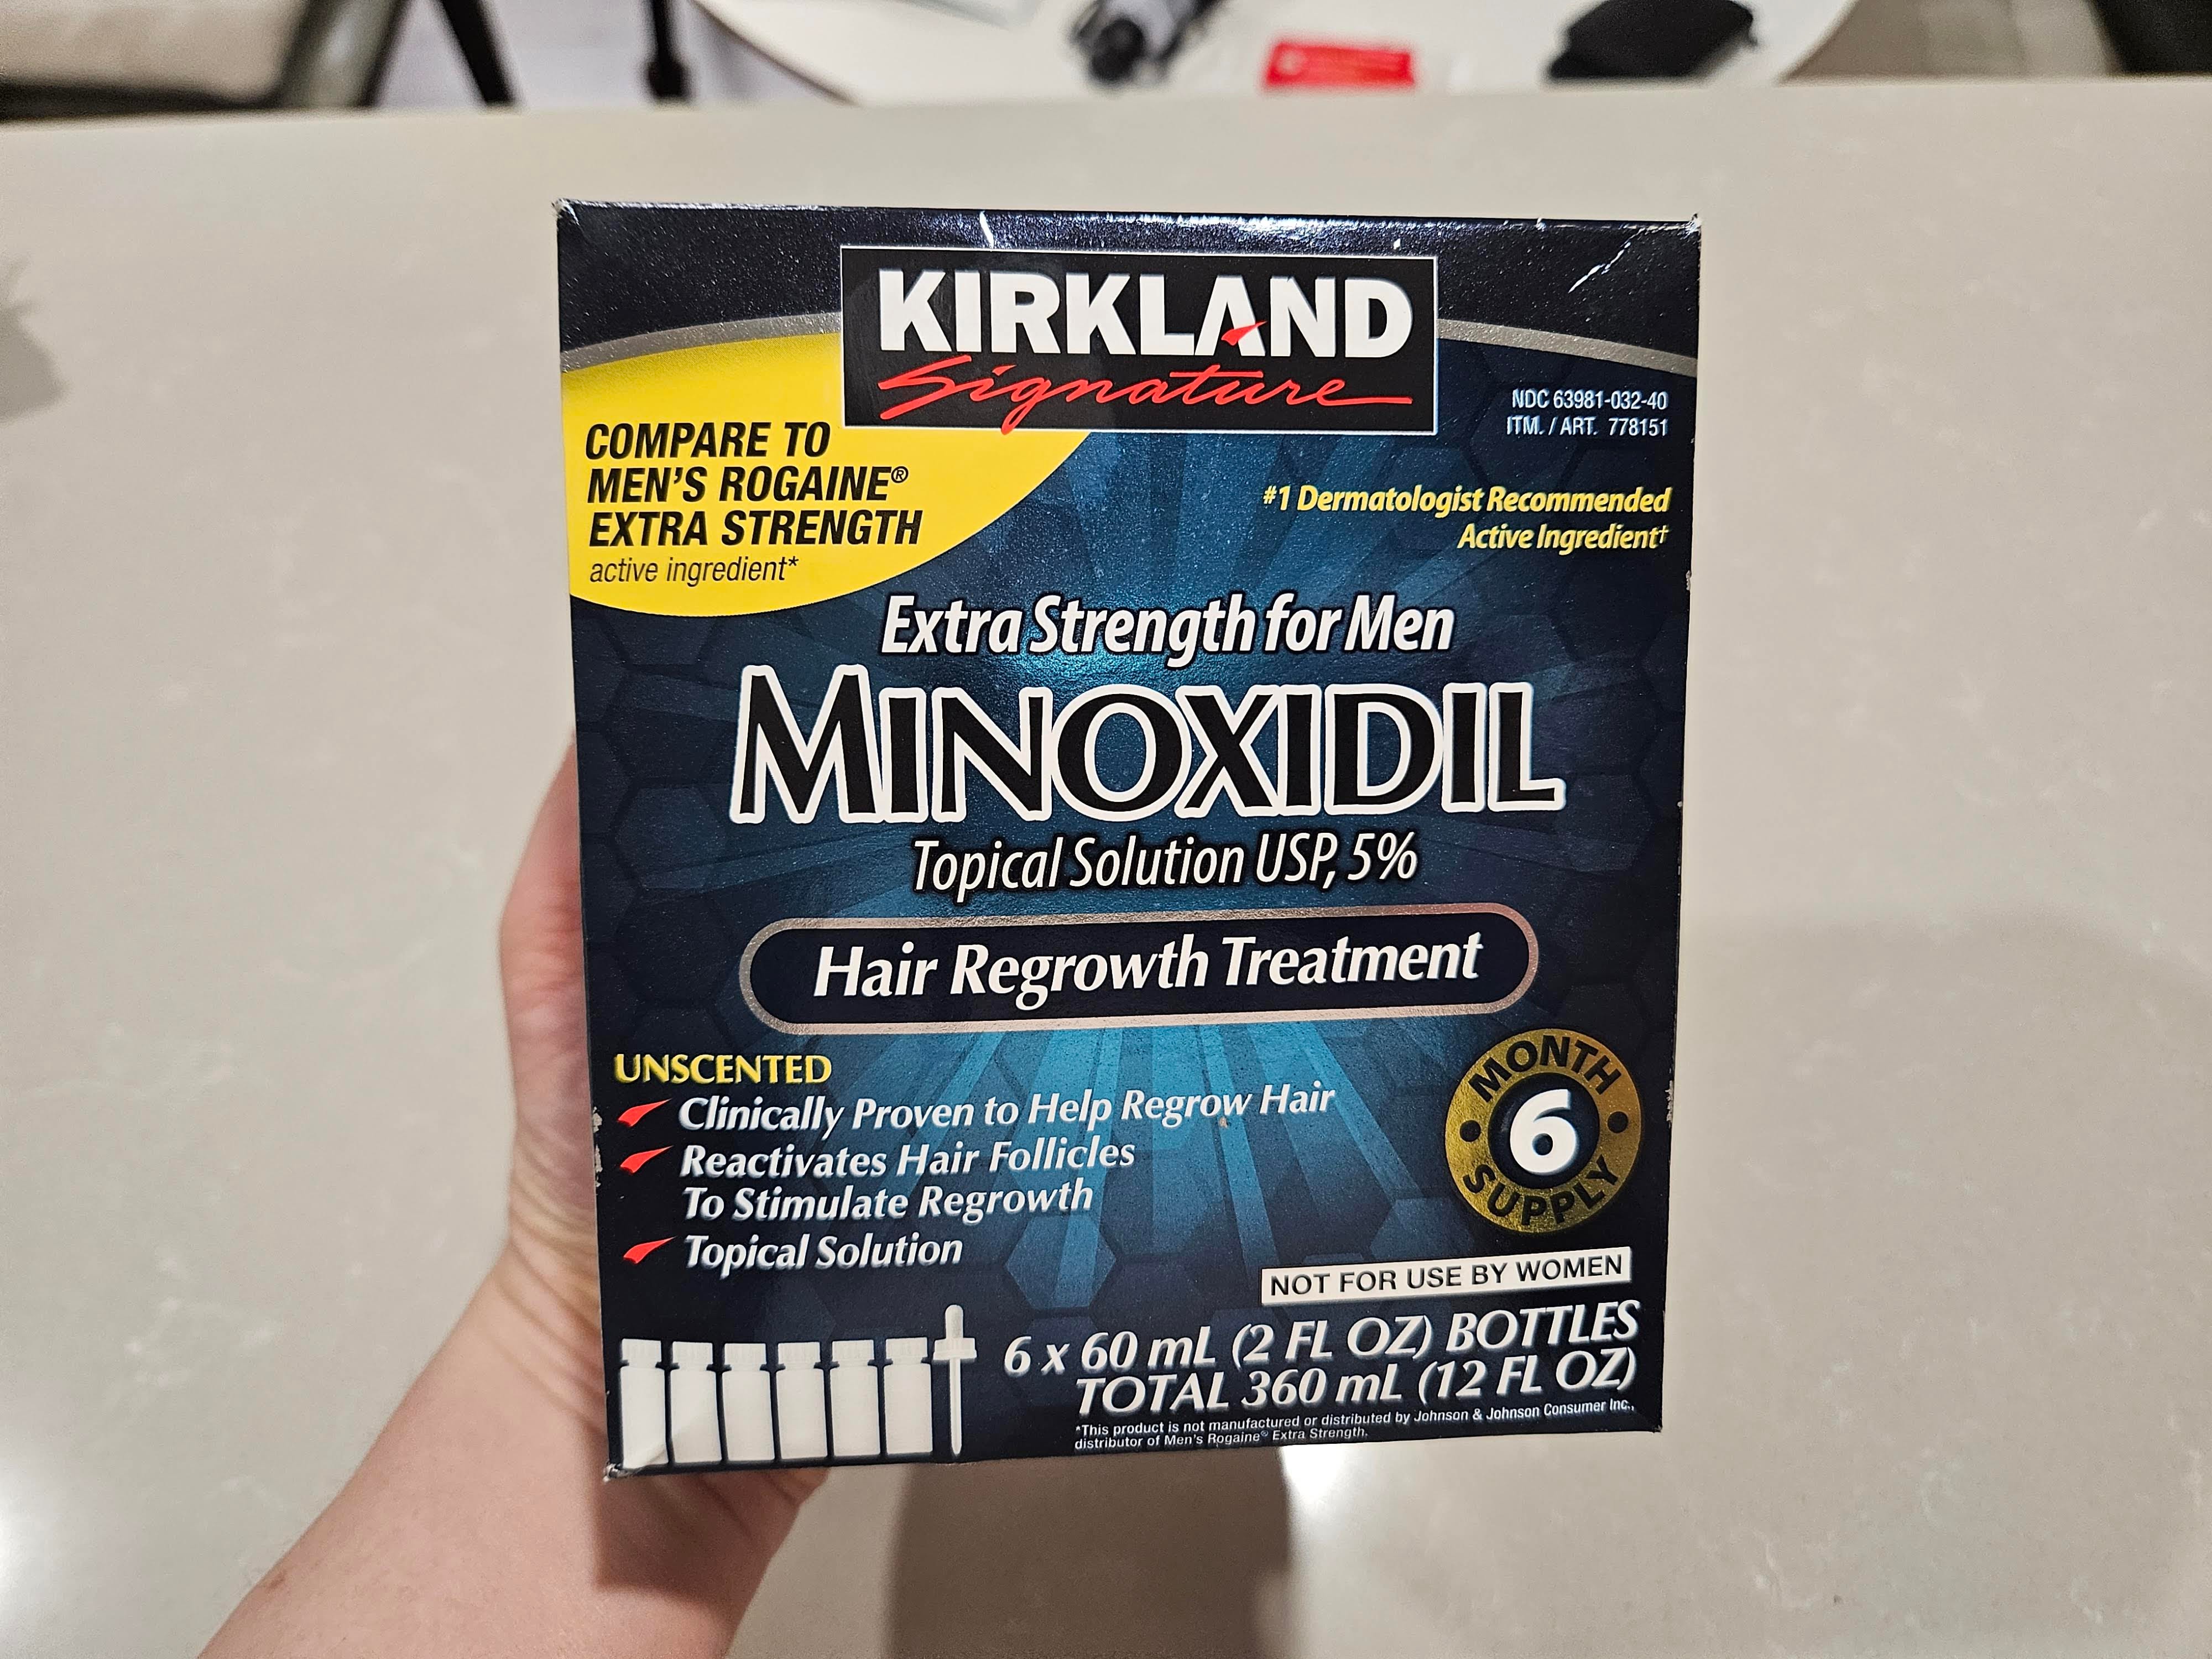 KIRKLAND
Signature
NDC 63981-032-40
ITM. / ART. 778151
COMPARE TO
MEN'S ROGAINE®
EXTRA STRENGTH
active ingredient*
#1 Dermatologist Recommended
Active Ingredient†
Extra Strength for Men
MINOXIDIL
Topical Solution USP, 5%
Hair Regrowth Treatment
UNSCENTED
Clinically Proven to Help Regrow Hair
Reactivates Hair Follicles
To Stimulate Regrowth
Topical Solution
MONTH
6
SUPPLY
NOT FOR USE BY WOMEN
6 x 60 mL (2 FL OZ) BOTTLES
TOTAL 360 mL (12 FL OZ)
*This product is not manufactured or distributed by Johnson & Johnson Consumer Inc.,
distributor of Men's Rogaine® Extra Strength.